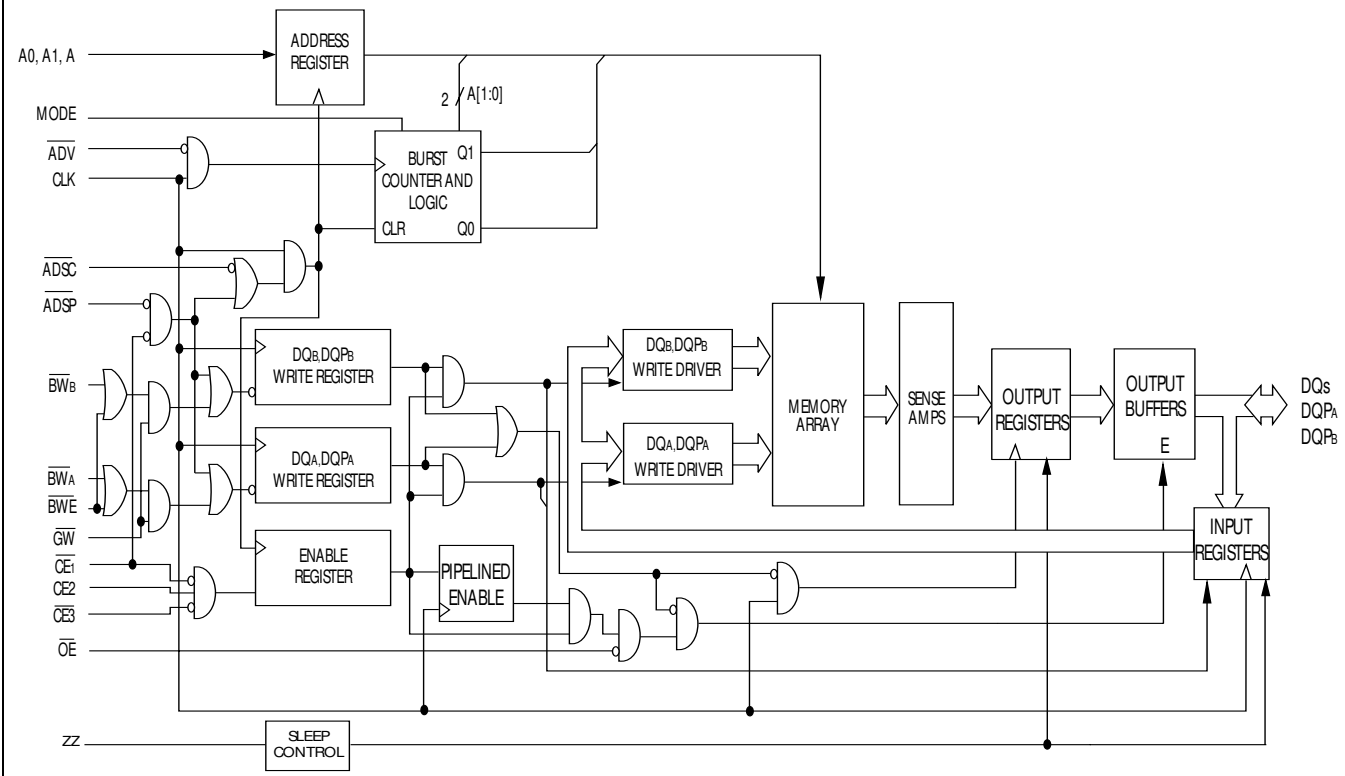 A0, A1, A
ADDRESS
REGISTER
MODE
2
A[1:0]
ADV
CLK
BURST
COUNTER AND
LOGIC
Q1
CLR
Q0
ADSC
ADSP
DQB,DQPB
WRITE REGISTER
BWB
DQA,DQPA
WRITE REGISTER
BWA
BWE
GW
CE1
CE2
CE3
ENABLE
REGISTER
PIPELINED
ENABLE
OE
ZZ
SLEEP
CONTROL
DQB,DQPB
WRITE DRIVER
DQA,DQPA
WRITE DRIVER
MEMORY
ARRAY
SENSE
AMPS
OUTPUT
REGISTERS
OUTPUT
BUFFERS
E
DQs
DQPA
DQPB
INPUT
REGISTERS